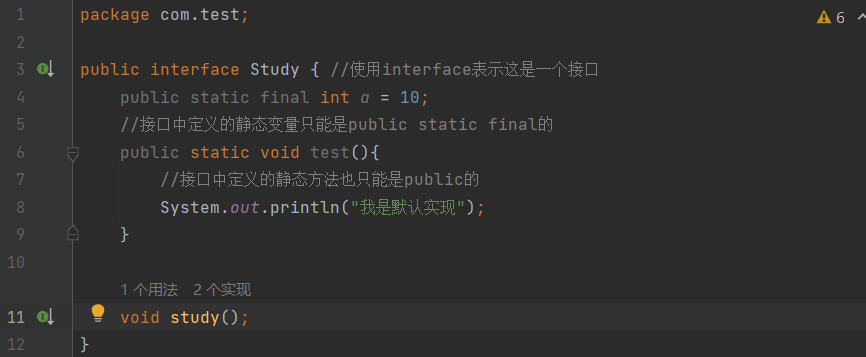 1 package com.test;
6
2
3 public interface Study { //使用interface表示这是一个接口
4 public static final int a = 10;
5 //接口中定义的静态变量只能是public static final的
6 public static void test(){
7 //接口中定义的静态方法也只能是public的
8 System.out.println("我是默认实现");
9 }
10
1 个用法 2 个实现
11 void study();
12 }